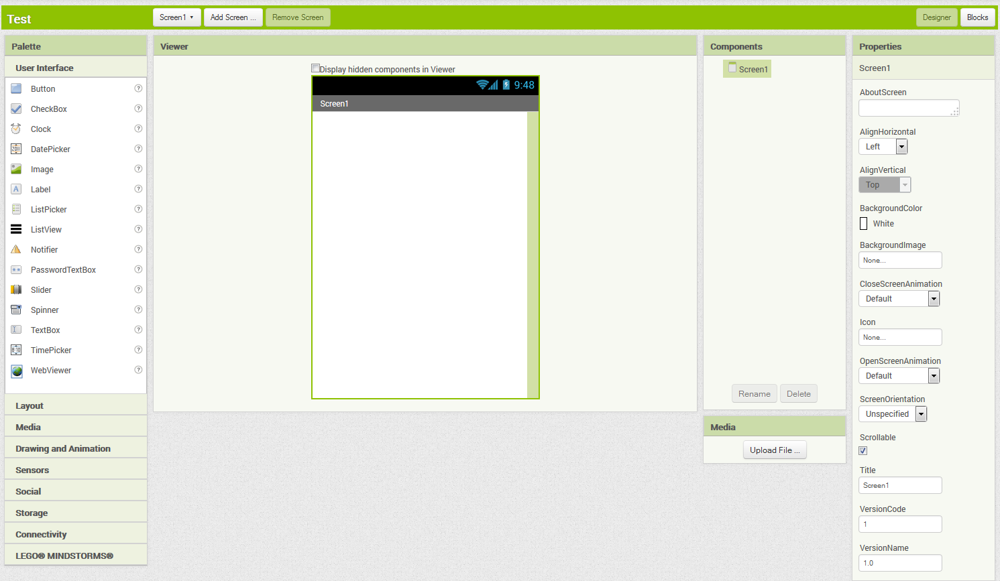 Test
Screen1
Add Screen ...
Remove Screen
Designer
Blocks
Palette
User Interface
Button
?
CheckBox
?
Clock
?
2011
DatePicker
?
Image
?
A
Label
?
ListPicker
?
ListView
?
Notifier
?
**
PasswordTextBox
?
Slider
?
Spinner
?
TextBox
?
8:10
TimePicker
?
WebViewer
?
Layout
Media
Drawing and Animation
Sensors
Social
Storage
Connectivity
LEGO® MINDSTORMS®
Viewer
Display hidden components in Viewer
9:48
Screen1
Components
Screen1
Rename
Delete
Media
Upload File ...
Properties
Screen1
AboutScreen
AlignHorizontal
Left
AlignVertical
Top
BackgroundColor
White
BackgroundImage
None...
CloseScreenAnimation
Default
Icon
None...
OpenScreenAnimation
Default
ScreenOrientation
Unspecified
Scrollable
Title
Screen1
VersionCode
1
VersionName
1.0